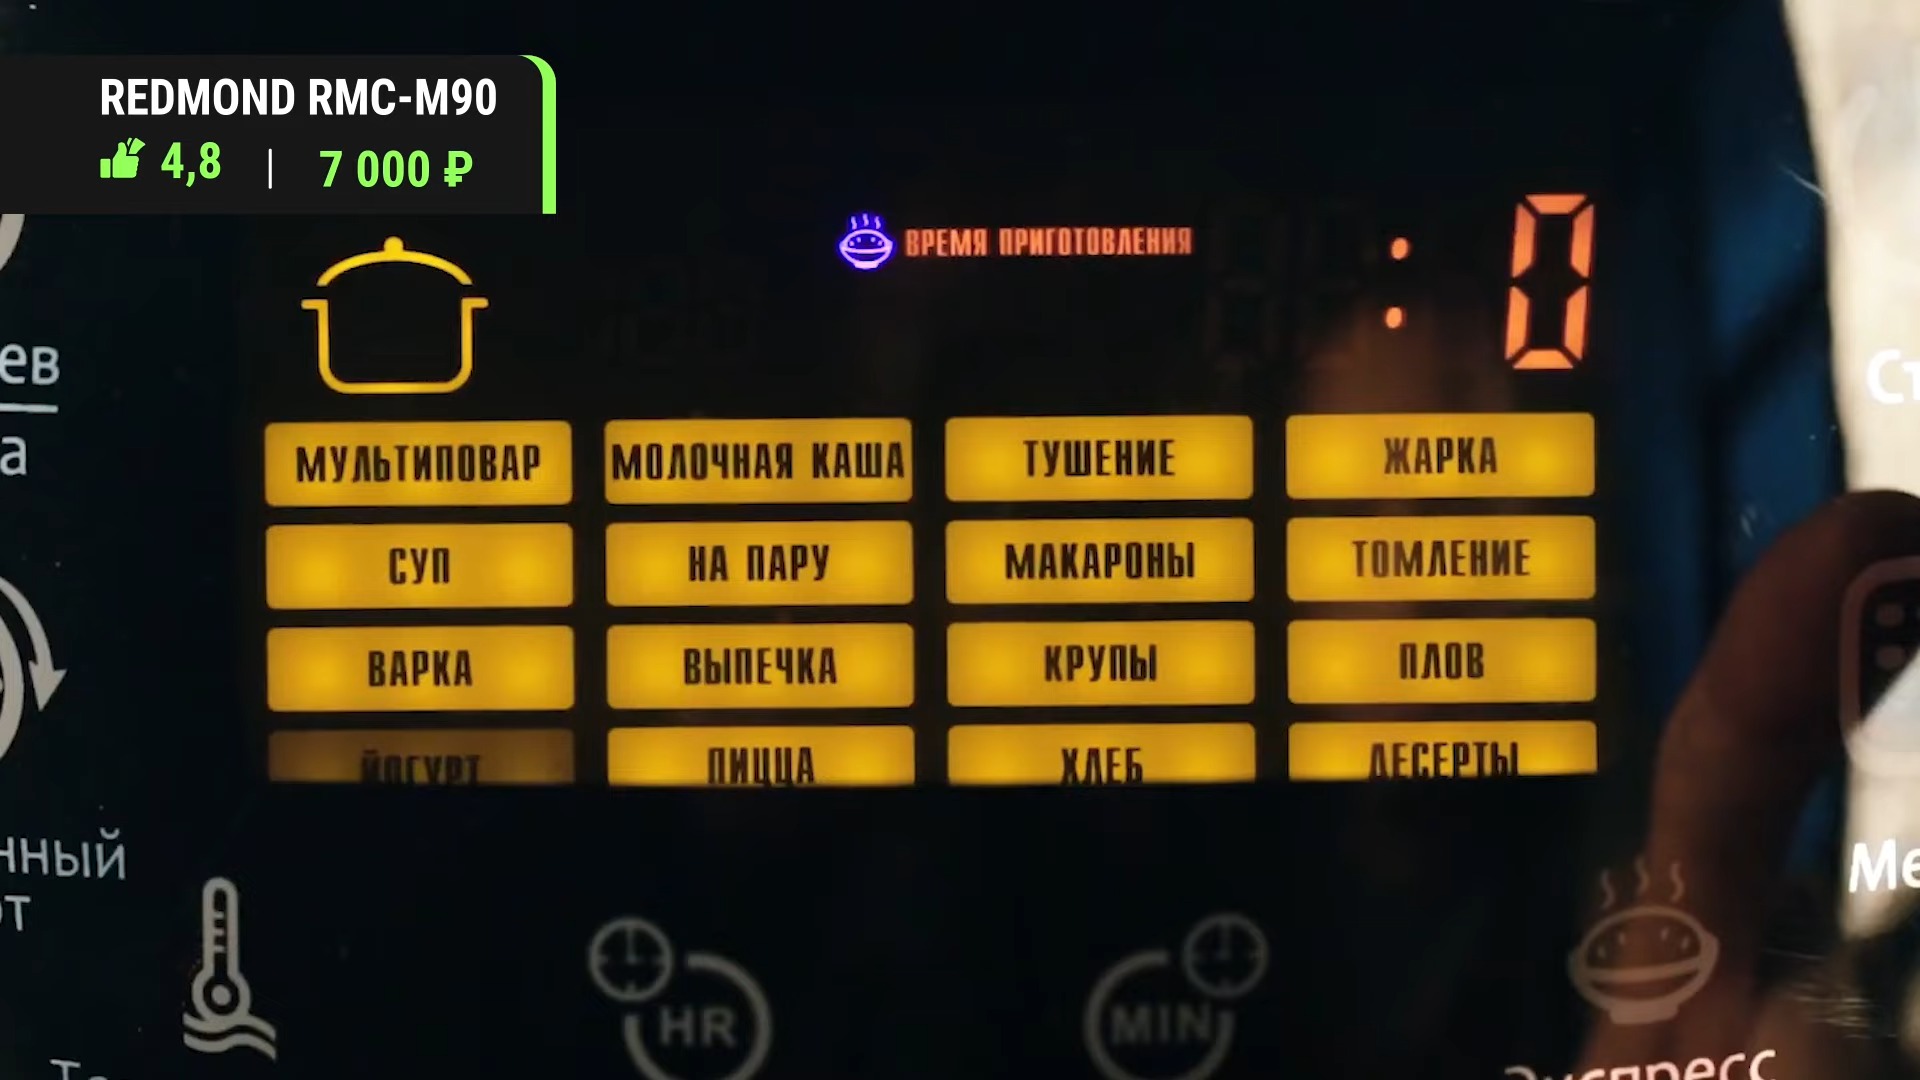 REDMOND RMC-M90
4,8 | 7 000 ₽
ВРЕМЯ ПРИГОТОВЛЕНИЯ : 0
МУЛЬТИПОВАР МОЛОЧНАЯ КАША ТУШЕНИЕ ЖАРКА
СУП НА ПАРУ МАКАРОНЫ ТОМЛЕНИЕ
ВАРКА ВЫПЕЧКА КРУПЫ ПЛОВ
ЙОГУРТ ПИЦЦА ХЛЕБ ДЕСЕРТЫ
HR MIN
Экспресс